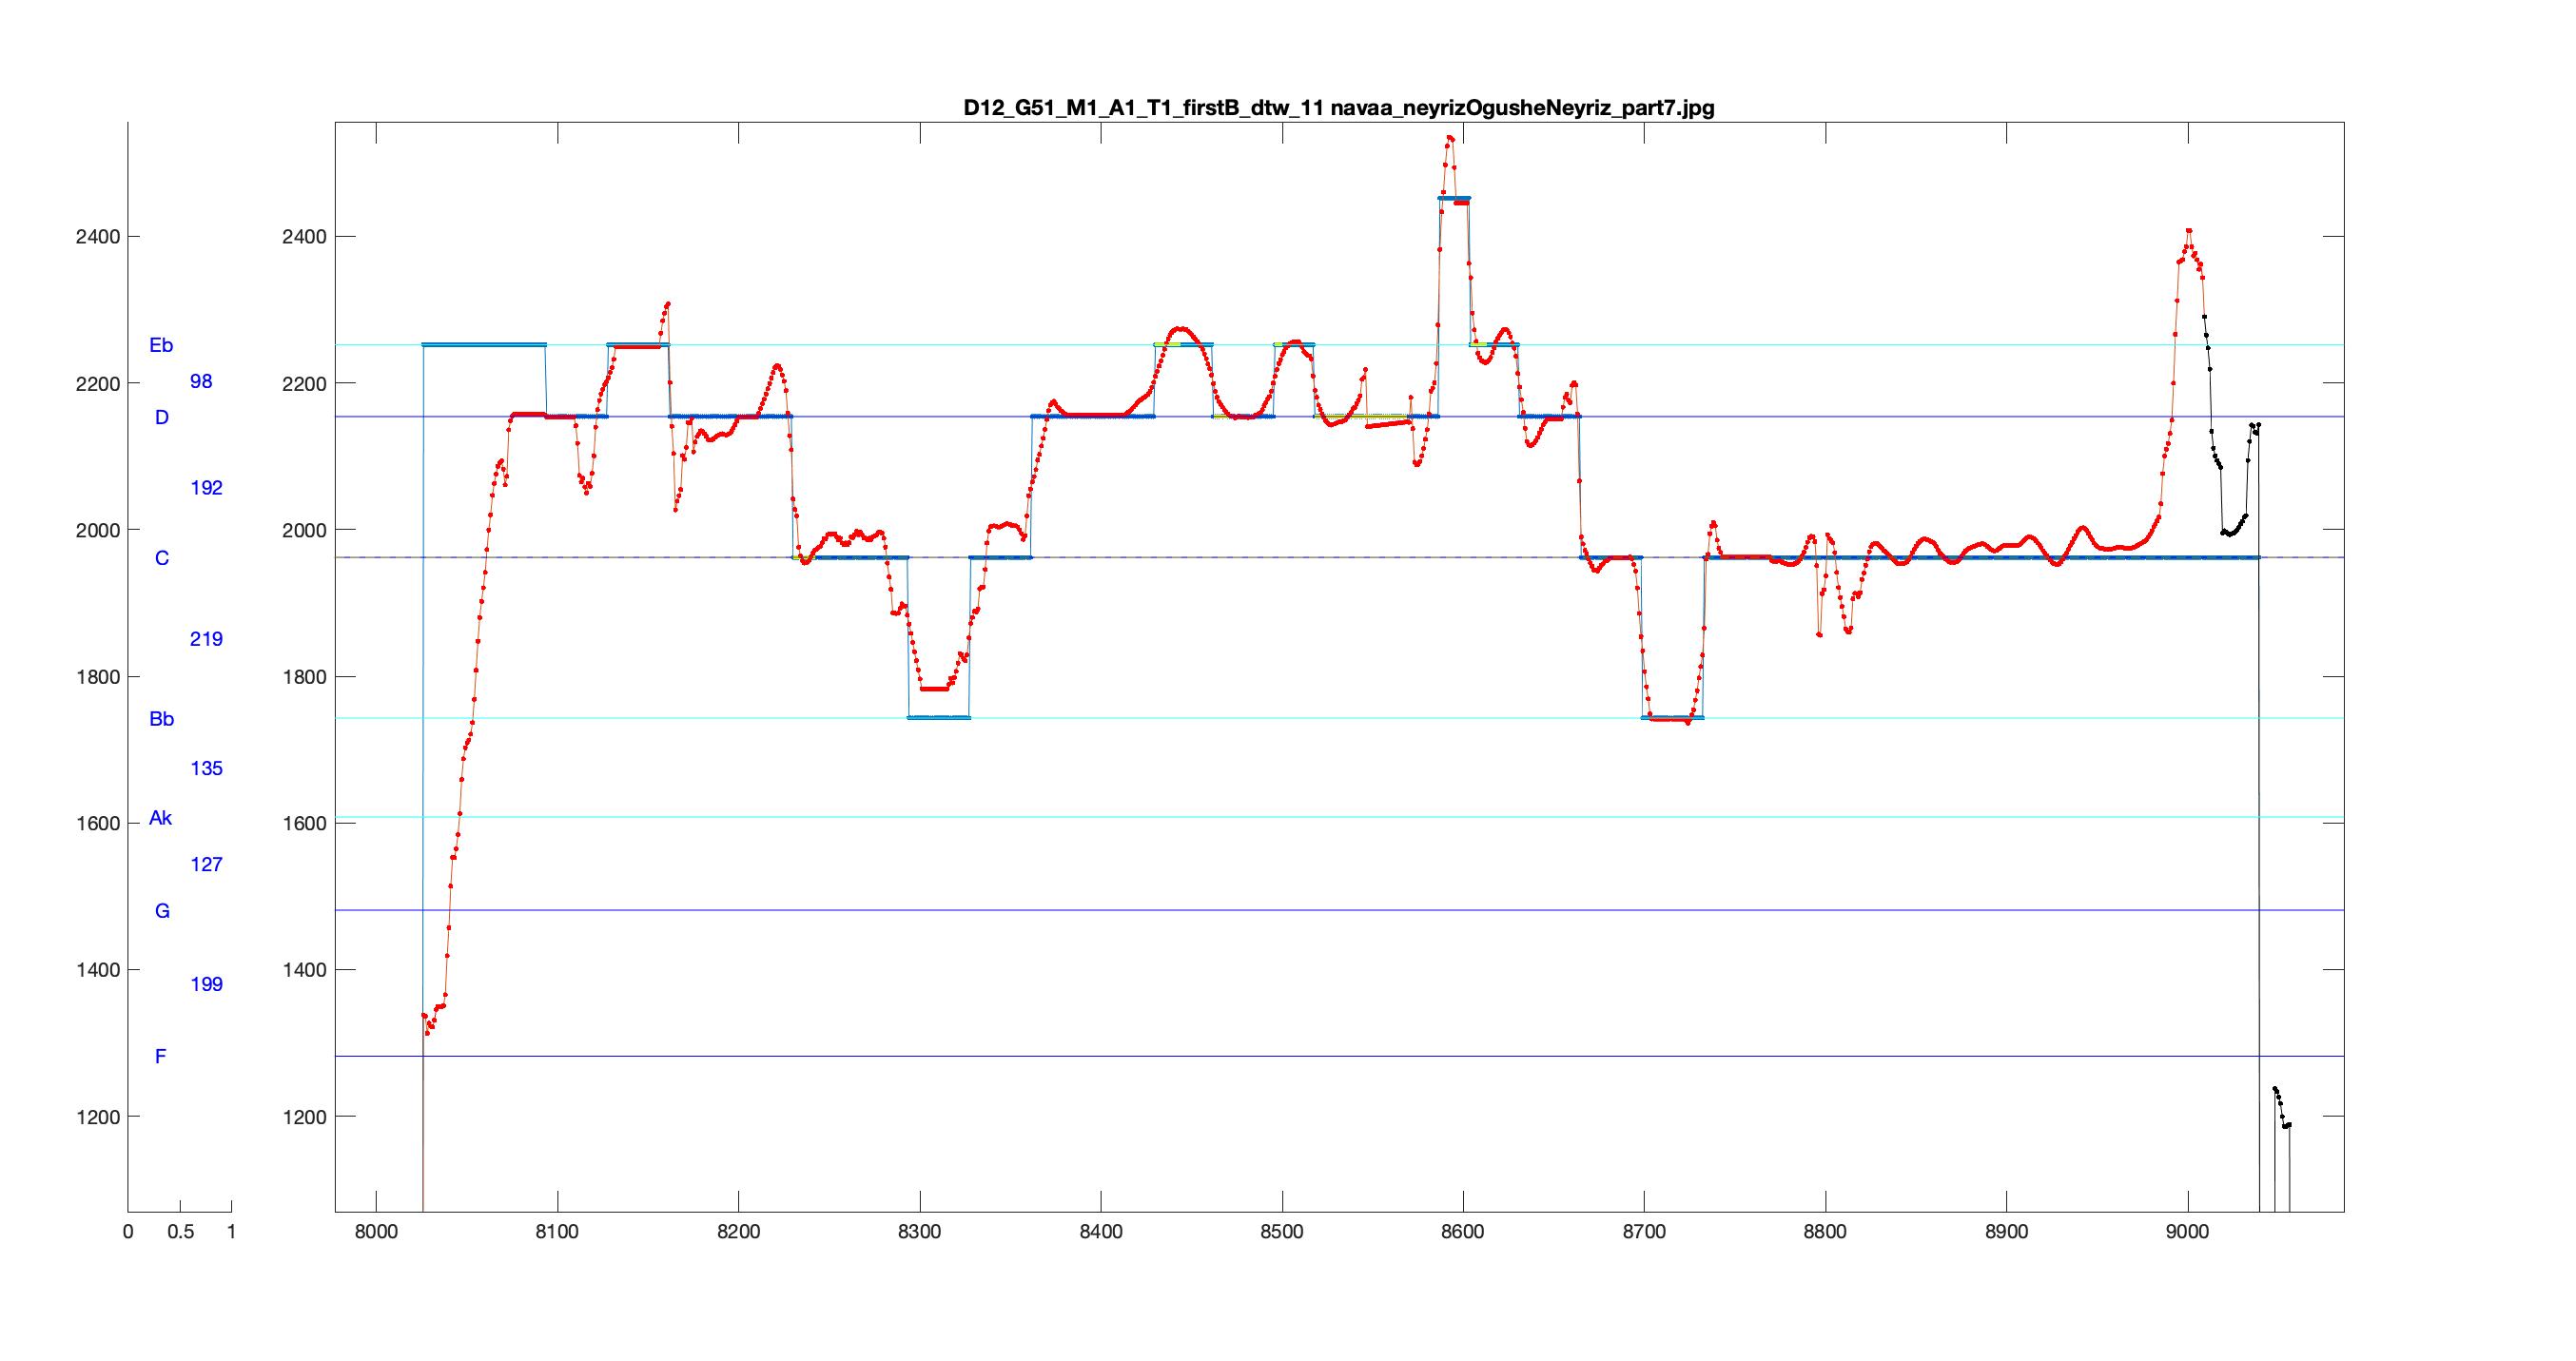 D12_G51_M1_A1_T1_firstB_dtw_11 navaa_neyrizOgusheNeyriz_part7.jpg
2400 2400
Eb
98
2200 2200
D
192
2000 2000
C
219
1800 1800
Bb
135
1600 Ak 1600
127
G
1400 199 1400
F
1200 1200
0 0.5 1 8000 8100 8200 8300 8400 8500 8600 8700 8800 8900 9000